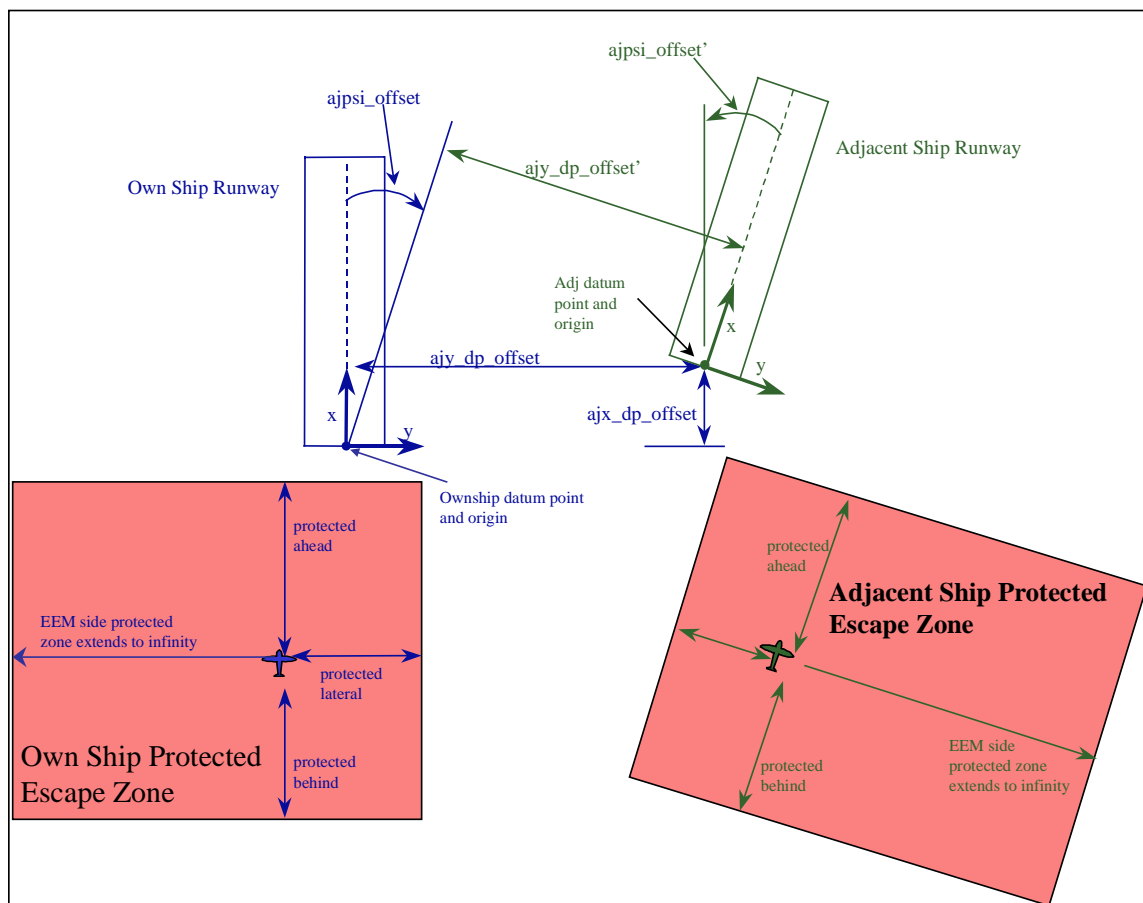 ajpsi_offset’
ajpsi_offset
Adjacent Ship Runway
ajy_dp_offset’
Own Ship Runway
Adj datum
point and
origin
x
y
ajy_dp_offset
ajx_dp_offset
x
y
Ownship datum point
and origin
protected
ahead
EEM side protected
zone extends to infinity
protected
lateral
protected
behind
Own Ship Protected
Escape Zone
protected
ahead
Adjacent Ship Protected
Escape Zone
EEM side
protected zone
extends to infinity
protected
behind